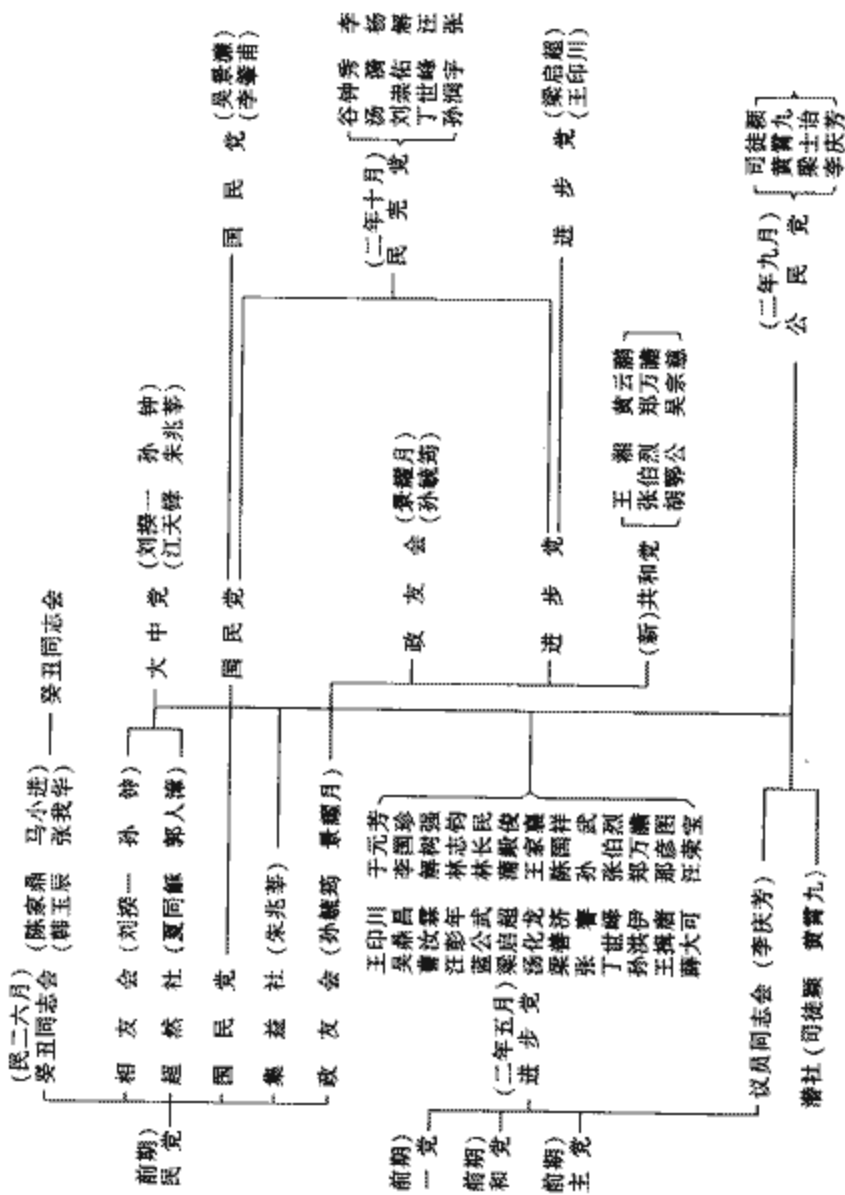 (民二六月)
癸丑同志会 (陈家鼎 马小进)
(韩玉辰 张我华)
癸丑同志会
相友会 (刘揆一 孙钟)
超然社 (夏同龢 郭人漳)
大中党 (刘揆一 孙钟)
(江天铎 朱兆莘)
前期)
民党
国民党
国民党
国民党 (吴景濂)
(李肇甫)
集益社 (朱兆莘)
政友会 (孙毓筠 景耀月)
政友会 (景耀月)
(孙毓筠)
(二年十月)
民宪党
谷钟秀 李
汤漪 杨
刘崇佑 解
丁世峄 汪
孙润宇 张
进步党
进步党 (梁启超)
(王印川)
(新)共和党
王湘 黄云鹏
张伯烈 郑万瞻
胡鄂公 吴宗慈
前期)
一党
前期)
和党
前期)
主党
(二年五月)
进步党
王印川 于元芳
吴鼎昌 李国珍
曹汝霖 解树强
汪彭年 林志钧
蓝公武 林长民
梁启超 蒲殿俊
汤化龙 王家襄
梁善济 陈国祥
张謇 孙武
丁世峄 张伯烈
孙洪伊 郑万瞻
王揖唐 那彦图
薛大可 汪荣宝
议员同志会 (李庆芳)
潜社 (司徒颖 黄霄九)
(二年九月)
公民党
司徒颖
黄霄九
梁士诒
李庆芳